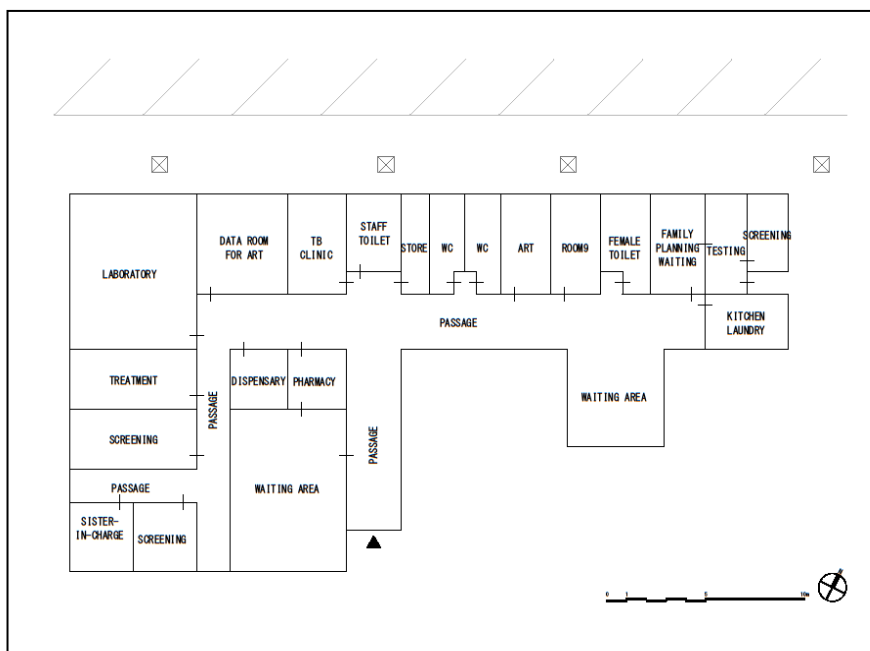 STAFF
TOILET
DATA ROOM
FOR ART
TB
CLINIC
STORE
WC
WC
ART
ROOM9
FEMALE
TOILET
FAMILY
PLANNING
WAITING
TESTING
SCREENING
LABORATORY
PASSAGE
KITCHEN
LAUNDRY
TREATMENT
DISPENSARY
PHARMACY
PASSAGE
WAITING AREA
SCREENING
PASSAGE
PASSAGE
WAITING AREA
SISTER-
IN-CHARGE
SCREENING
0 1 5 10m